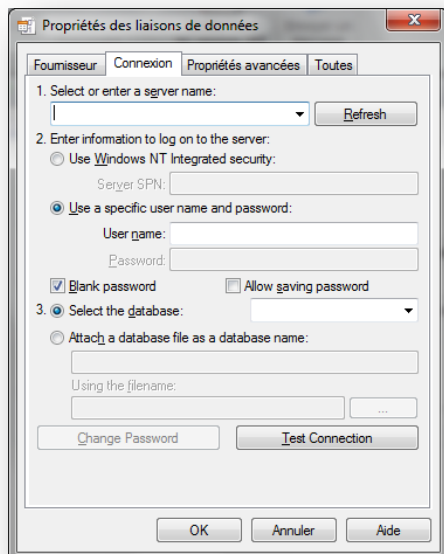 Propriétés des liaisons de données
Fournisseur Connexion Propriétés avancées Toutes
1. Select or enter a server name:
Refresh
2. Enter information to log on to the server:
Use Windows NT Integrated security:
Server SPN:
Use a specific user name and password:
User name:
Password:
Blank password Allow saving password
3. Select the database:
Attach a database file as a database name:
Using the filename:
...
Change Password Test Connection
OK Annuler Aide